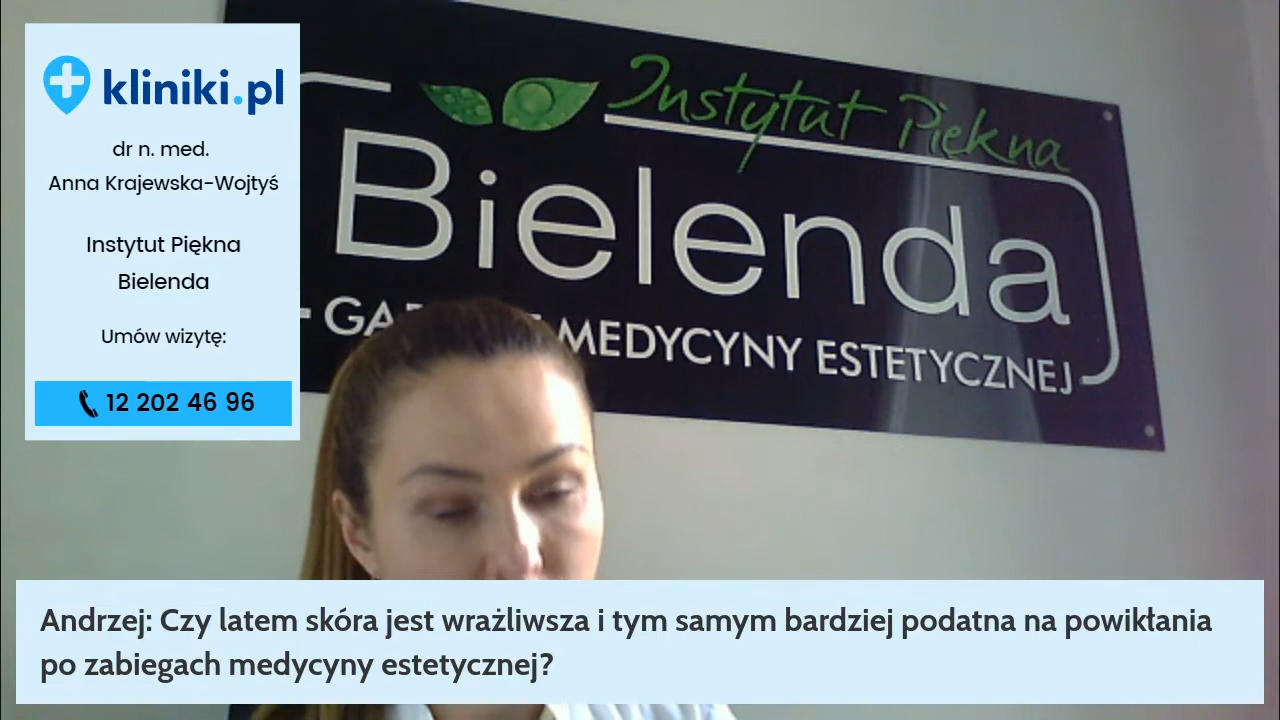 kliniki.pl
dr n. med.
Anna Krajewska-Wojtyś
Instytut Piękna
Bielenda
Umów wizytę:
12 202 46 96
Instytut Piękna
Bielenda
MEDYCYNY ESTETYCZNEJ
Andrzej: Czy latem skóra jest wrażliwsza i tym samym bardziej podatna na powikłania
po zabiegach medycyny estetycznej?